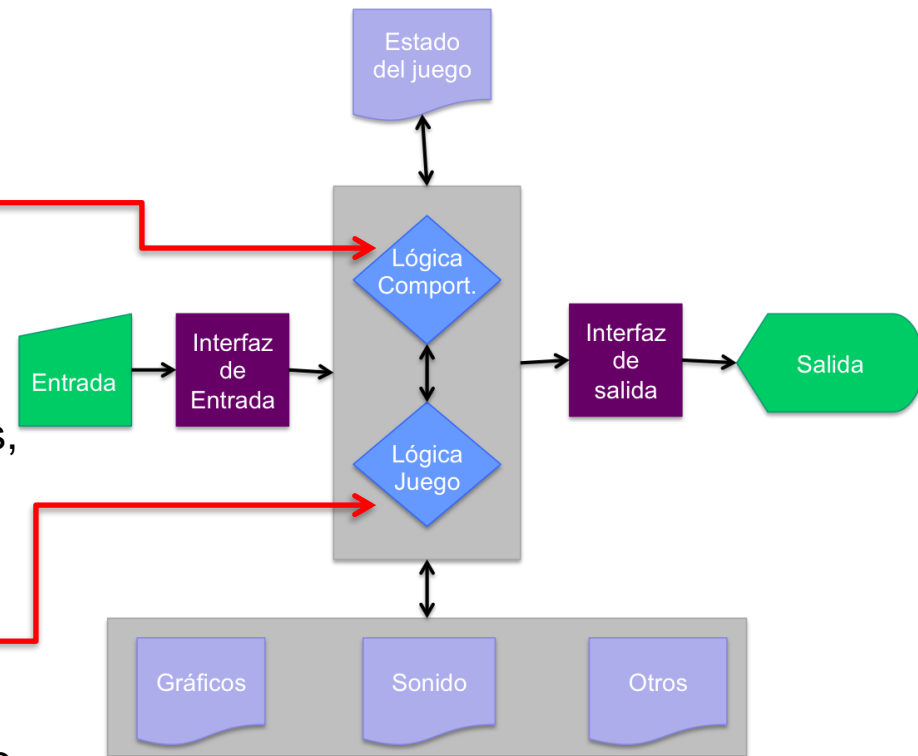 Estado
del juego
Lógica
Comport.
Interfaz
de
Entrada
Entrada
Interfaz
de
salida
Salida
s,
Lógica
Juego
Gráficos
Sonido
Otros